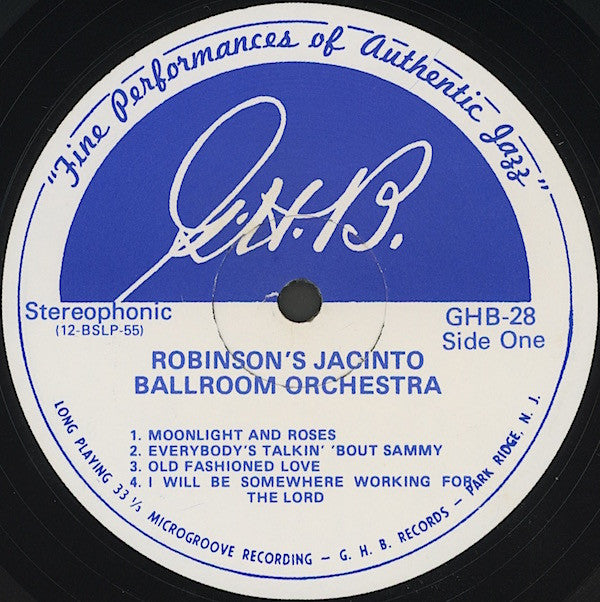 "Fine Performances of Authentic Jazz"
G.H.B.
Stereophonic
(12-BSLP-55)
GHB-28
Side One
ROBINSON'S JACINTO
BALLROOM ORCHESTRA
1. MOONLIGHT AND ROSES
2. EVERYBODY'S TALKIN' 'BOUT SAMMY
3. OLD FASHIONED LOVE
4. I WILL BE SOMEWHERE WORKING FOR
THE LORD
LONG PLAYING 33 1/3 MICROGROOVE RECORDING - G. H. B. RECORDS - PARK RIDGE, N. J.